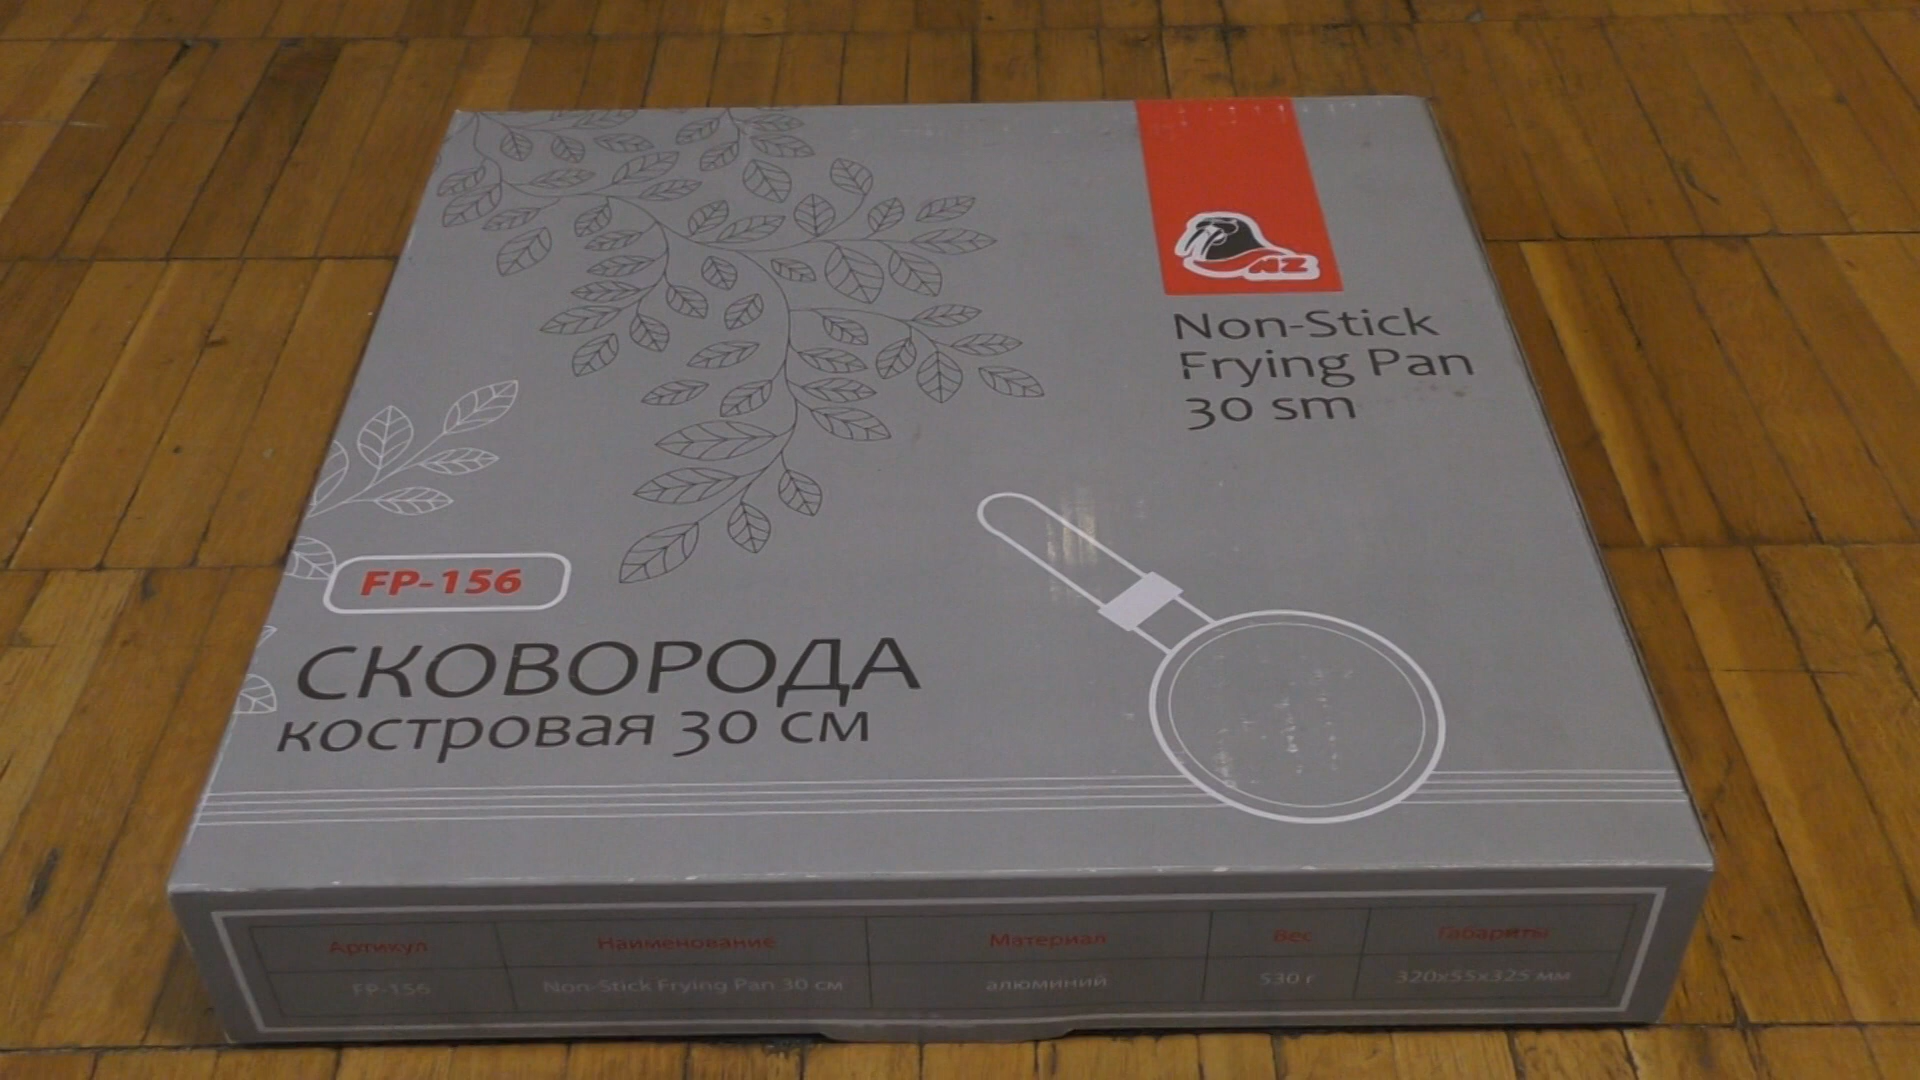 NZ
Non-Stick
Frying Pan
30 sm
FP-156
СКОВОРОДА
костровая 30 см
Артикул Наименование Материал Вес Габариты
FP-156 Non-Stick Frying Pan 30 см алюминий 530 г 320x55x325 мм